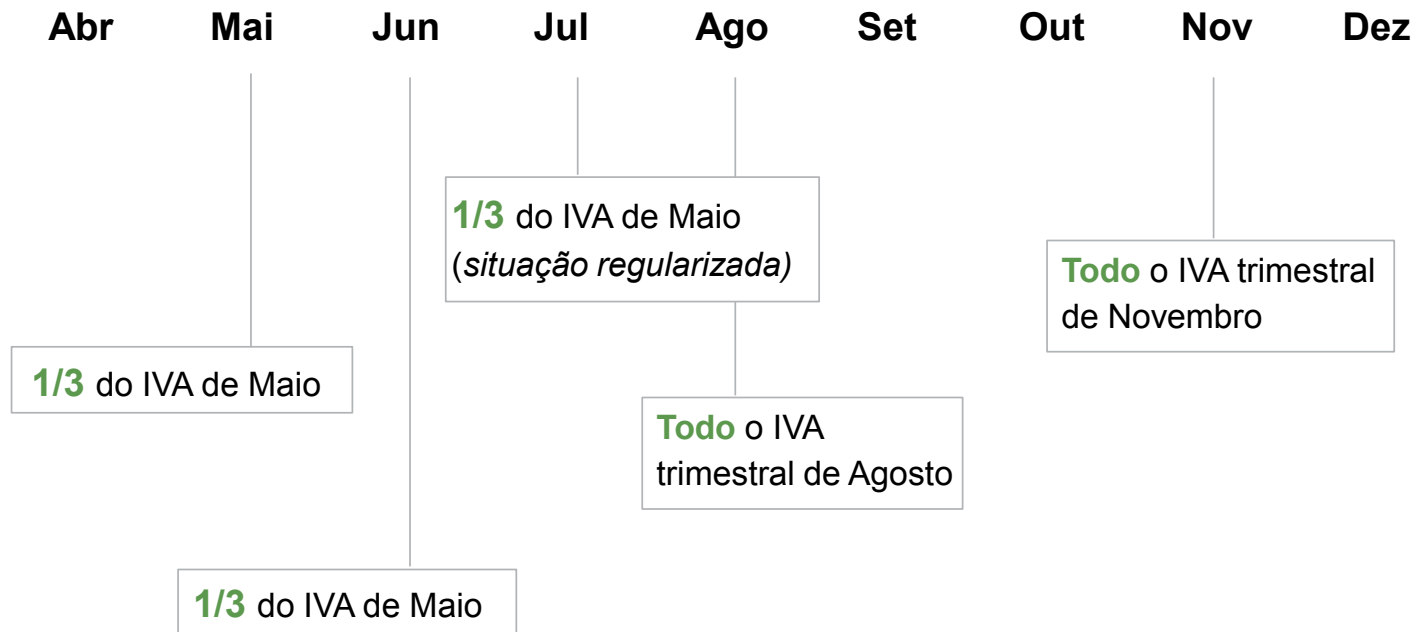 Abr Mai Jun Jul Ago Set Out Nov Dez
1/3 do IVA de Maio
(situação regularizada)
Todo o IVA trimestral
de Novembro
1/3 do IVA de Maio
Todo o IVA
trimestral de Agosto
1/3 do IVA de Maio